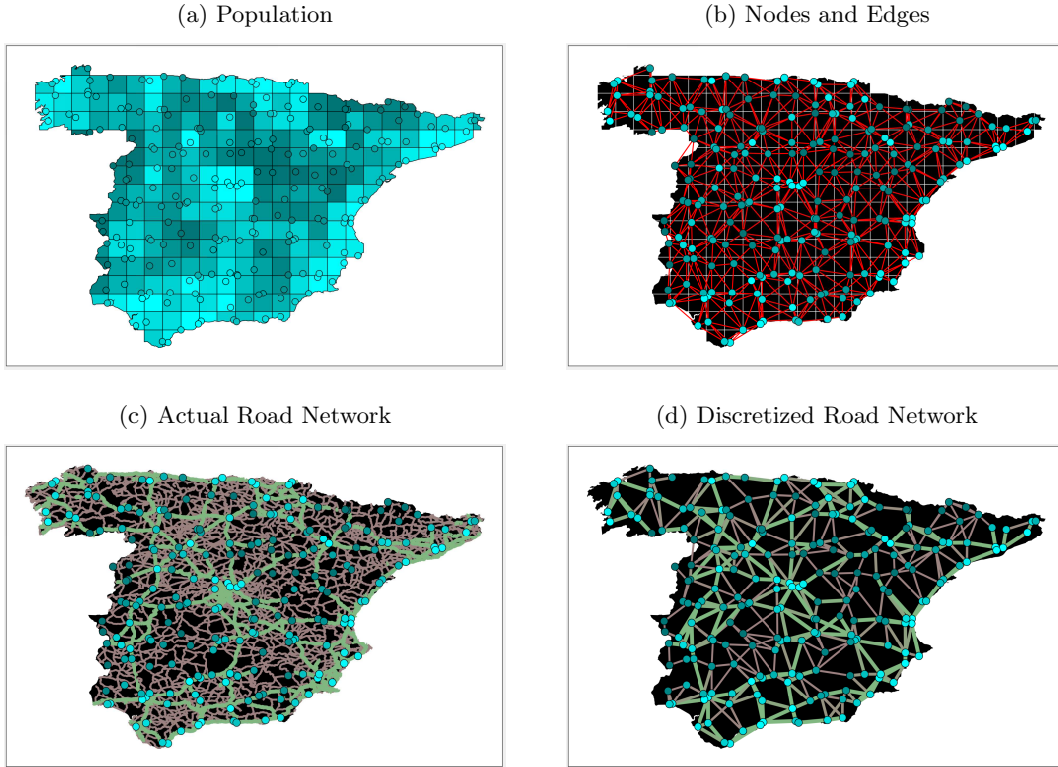 (a) Population
(b) Nodes and Edges
(c) Actual Road Network
(d) Discretized Road Network